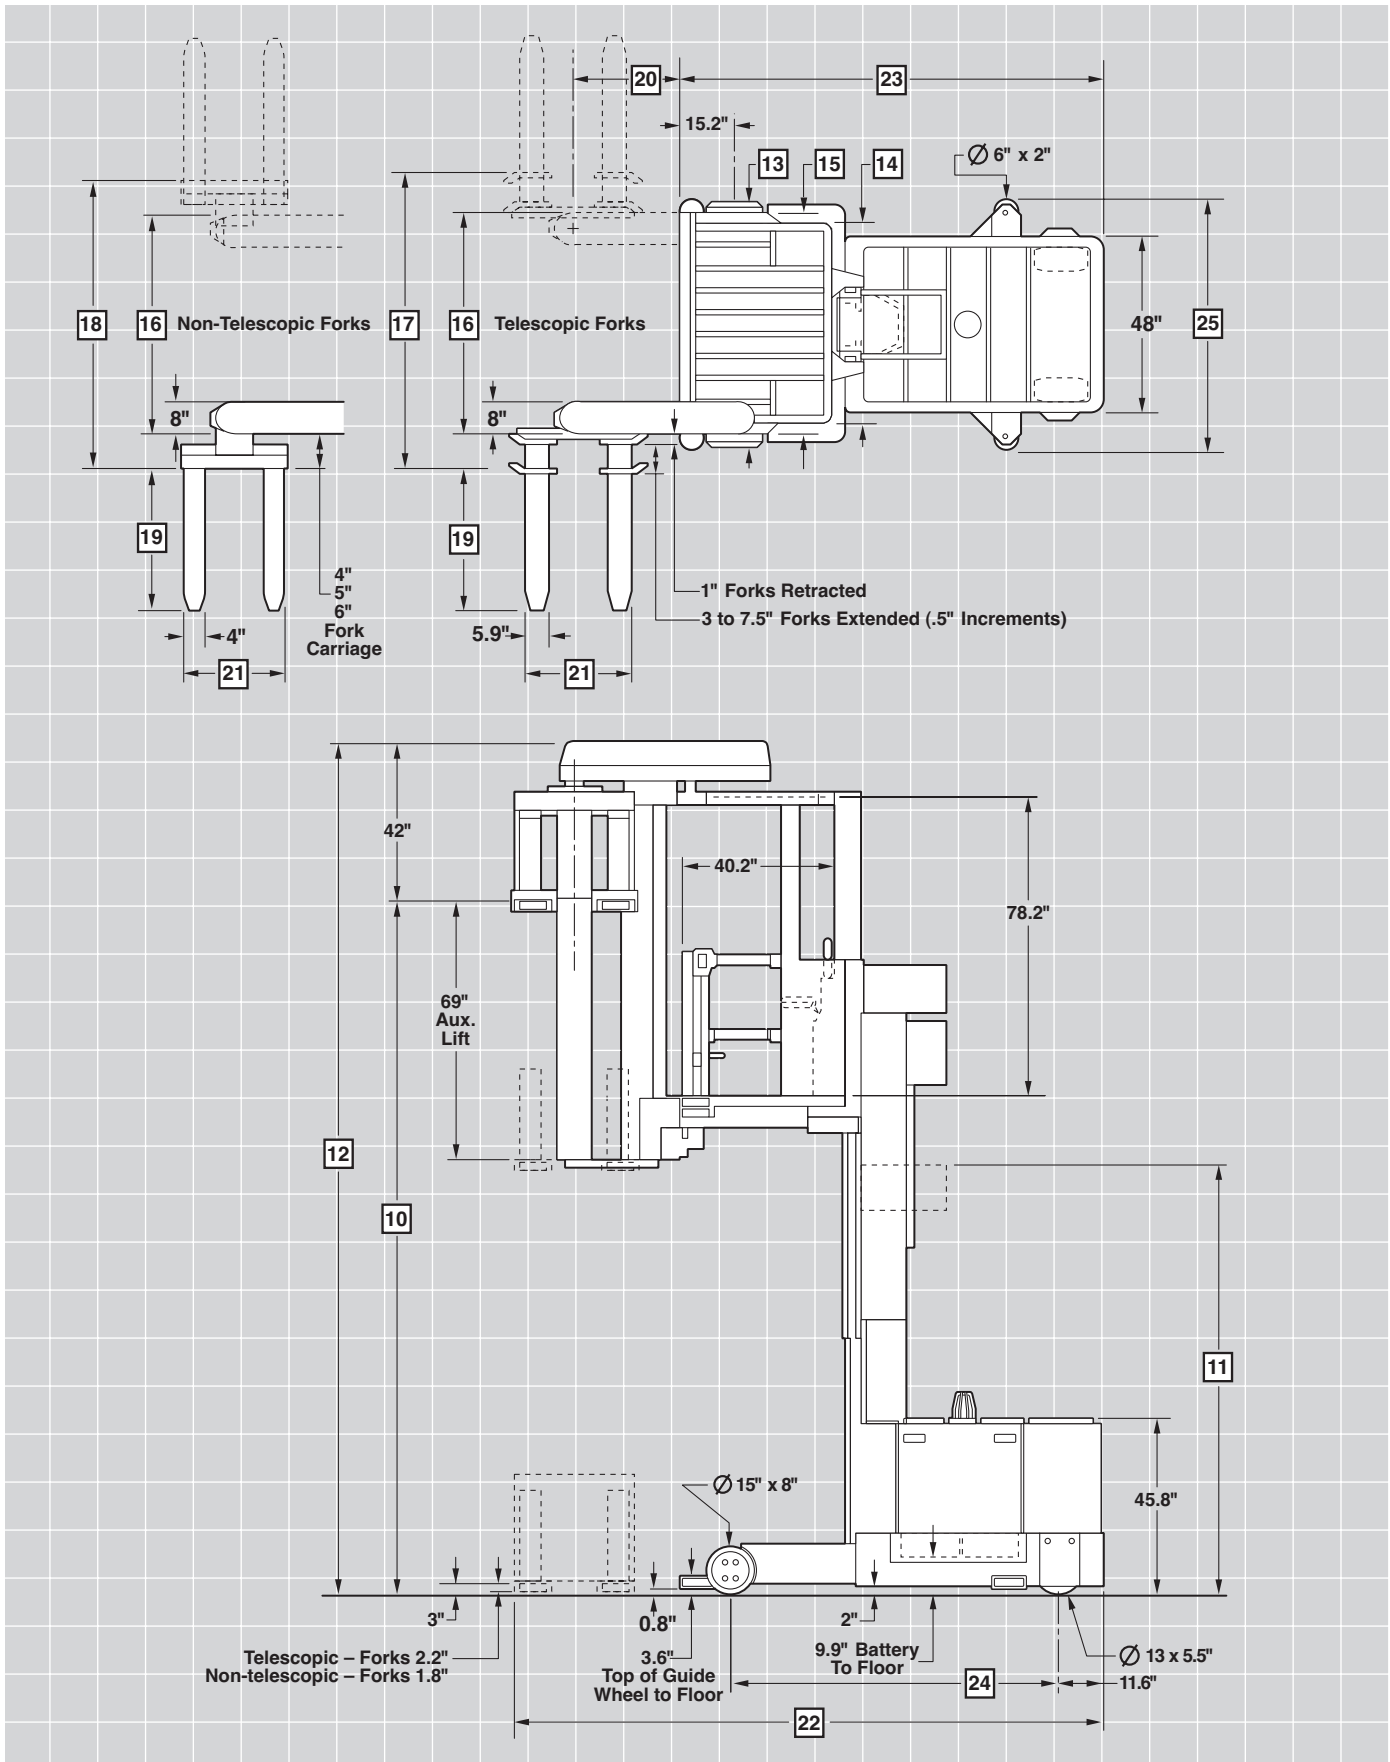 20
23
15.2"
13
15
14
Ø 6" x 2"
18
16
Non-Telescopic Forks
17
16
Telescopic Forks
48"
25
8"
8"
19
19
4"
5"
6"
Fork
Carriage
1" Forks Retracted
3 to 7.5" Forks Extended (.5" Increments)
4"
5.9"
21
21
42"
40.2"
78.2"
69"
Aux.
Lift
12
10
11
Ø 15" x 8"
45.8"
3"
0.8"
2"
Telescopic – Forks 2.2"
Non-telescopic – Forks 1.8"
3.6"
Top of Guide
Wheel to Floor
9.9" Battery
To Floor
Ø 13 x 5.5"
24
11.6"
22